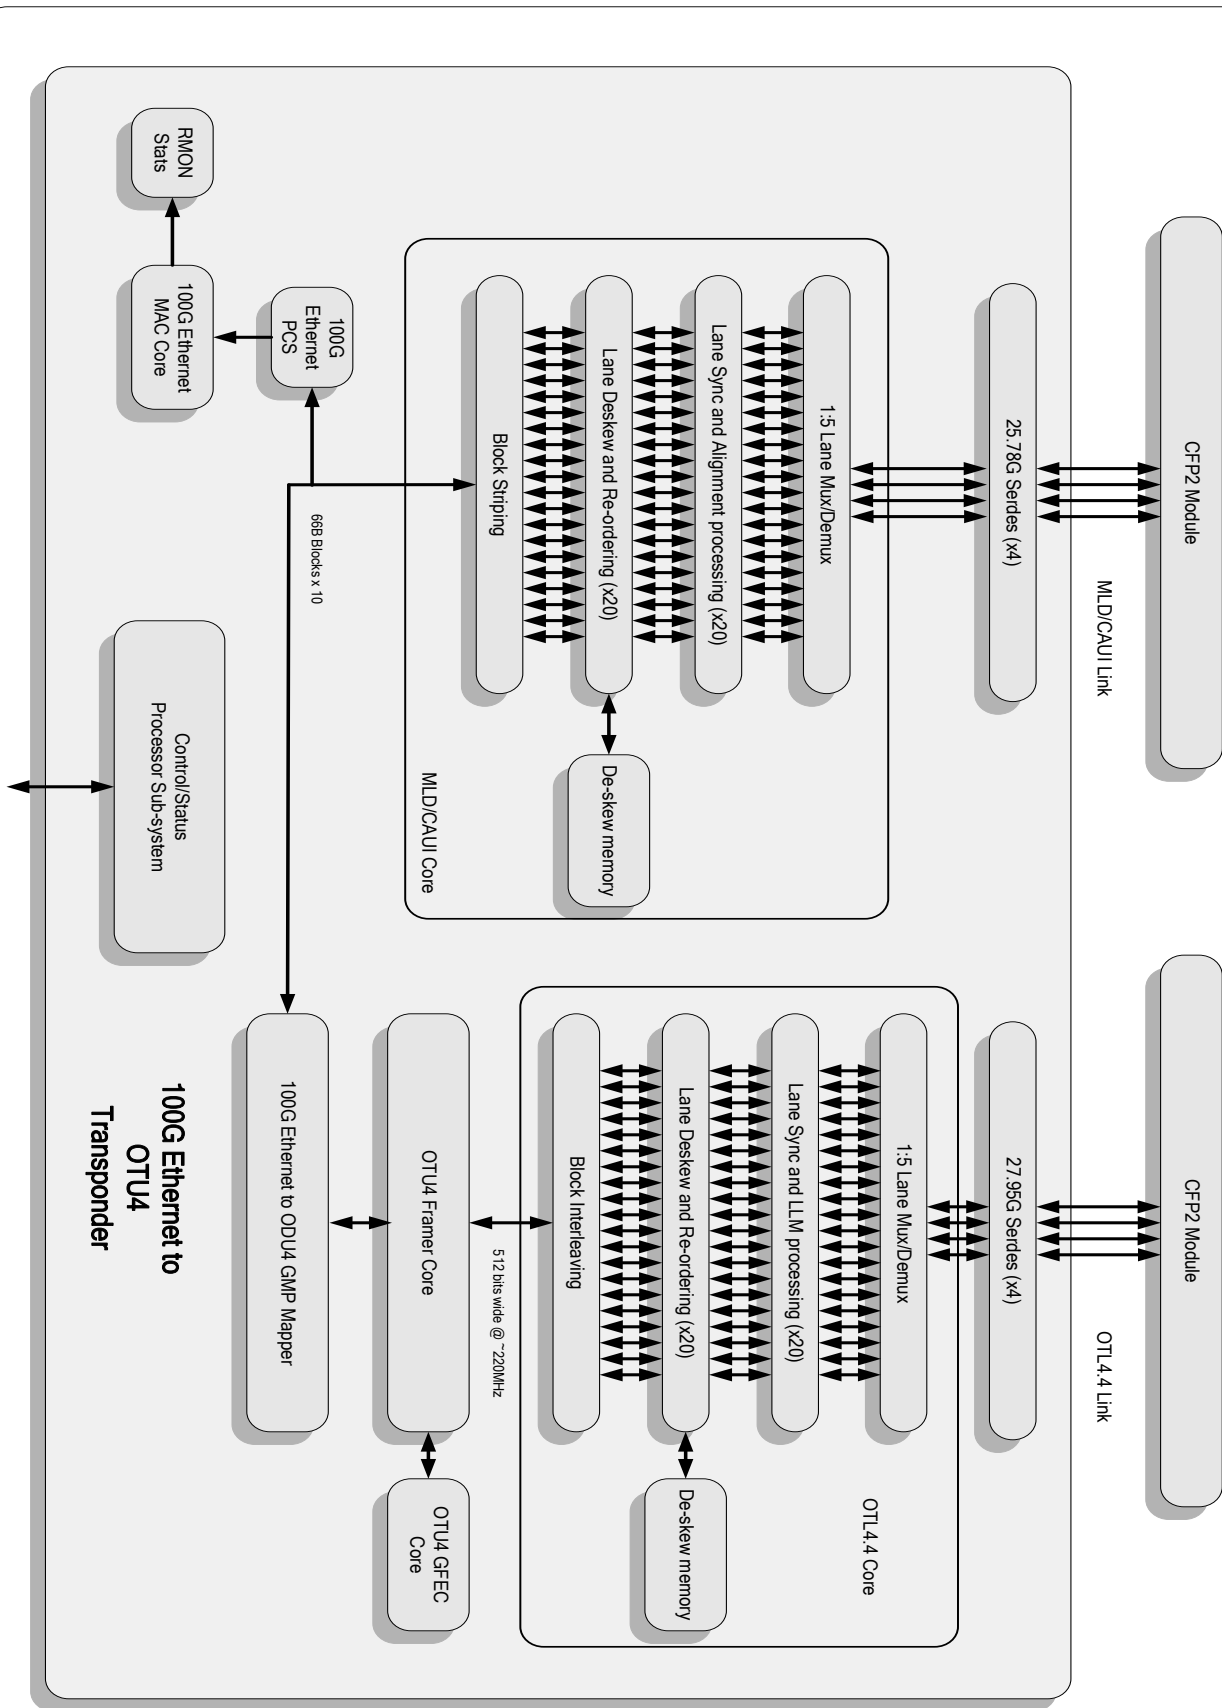 CFP2 Module
CFP2 Module
MLD/CAUI Link
OTL4.4 Link
25.78G Serdes (x4)
27.95G Serdes (x4)
1:5 Lane Mux/Demux
Lane Sync and Alignment processing (x20)
Lane Deskew and Re-ordering (x20)
De-skew memory
Block Striping
MLD/CAUI Core
1:5 Lane Mux/Demux
OTL4.4 Core
Lane Sync and LLM processing (x20)
Lane Deskew and Re-ordering (x20)
De-skew memory
Block Interleaving
512 bits wide @ ~220MHz
66B Blocks x 10
100G
Ethernet
PCS
100G Ethernet
MAC Core
RMON
Stats
OTU4 Framer Core
OTU4 GFEC
Core
100G Ethernet to ODU4 GMP Mapper
Control/Status
Processor Sub-system
100G Ethernet to
OTU4
Transponder